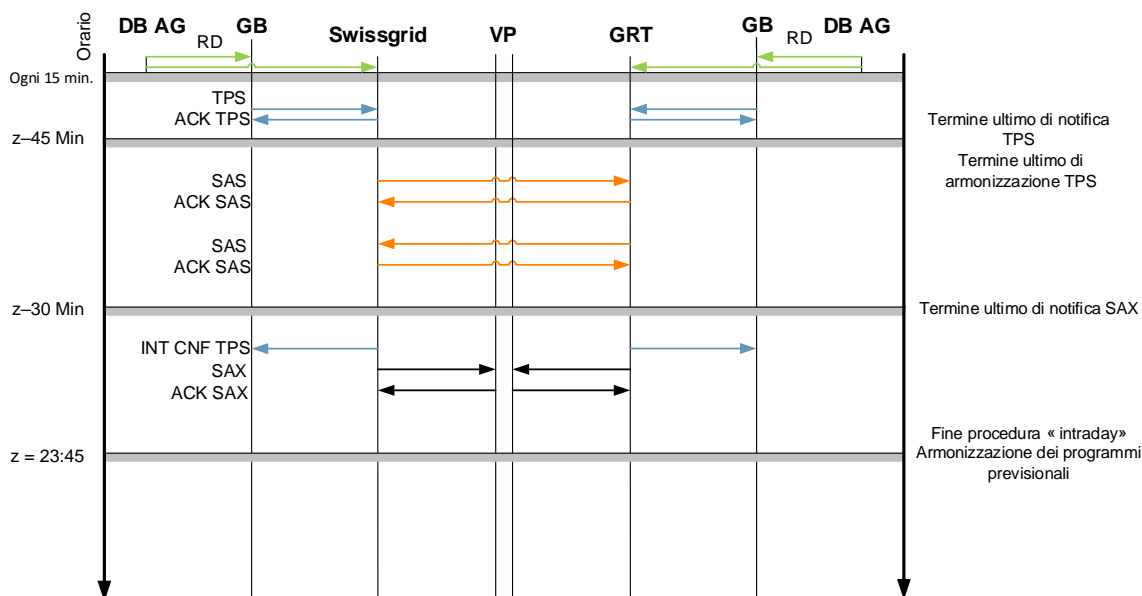 Orario
DB AG
GB
Swissgrid
VP
GRT
GB
DB AG
RD
RD
Ogni 15 min.
TPS
ACK TPS
z–45 Min
Termine ultimo di notifica
TPS
Termine ultimo di
armonizzazione TPS
SAS
ACK SAS
SAS
ACK SAS
z–30 Min
Termine ultimo di notifica SAX
INT CNF TPS
SAX
ACK SAX
z = 23:45
Fine procedura « intraday»
Armonizzazione dei programmi
previsionali